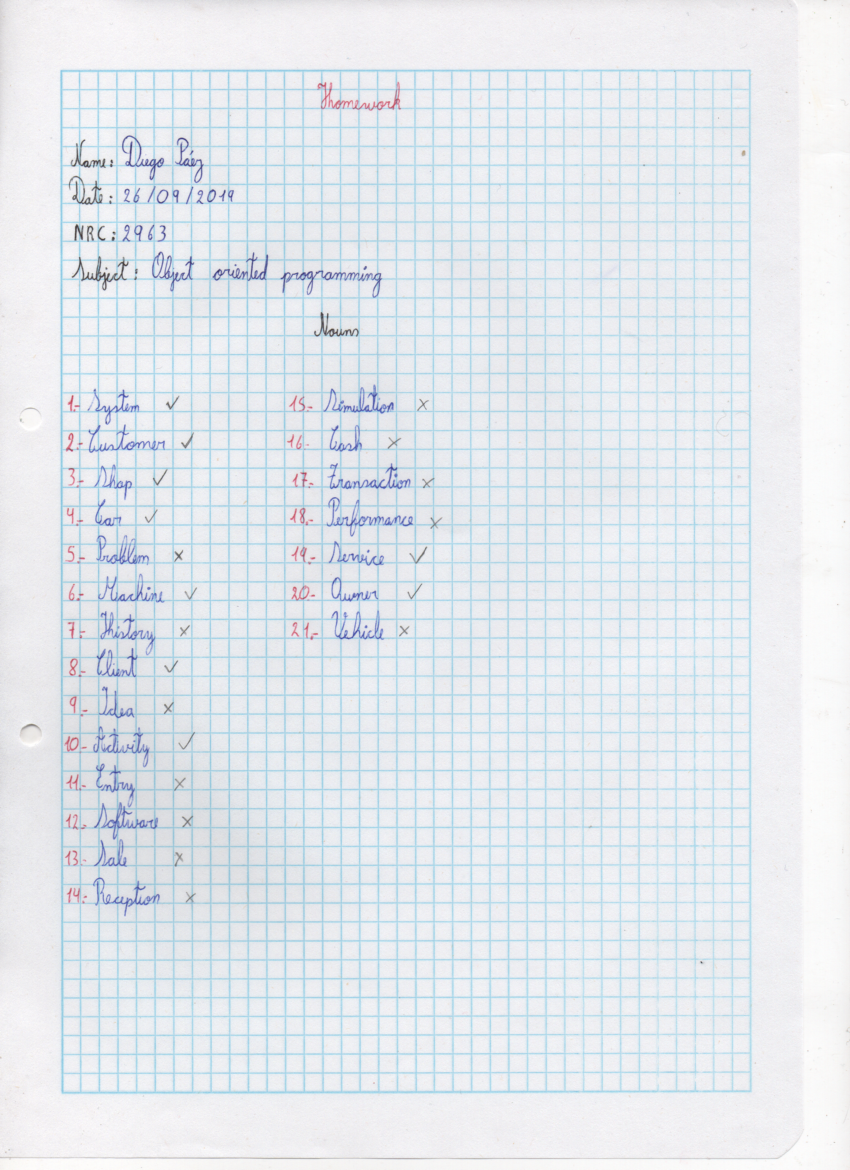 Homework
Name: Diego Páez
Date: 26/09/2019
NRC: 2963
Subject: Object oriented programming
Nouns
1.- System ✓
2.- Customer ✓
3.- Shop ✓
4.- Car ✓
5.- Problem x
6.- Machine ✓
7.- History x
8.- Client ✓
9.- Idea x
10.- Activity ✓
11.- Entry x
12.- Software x
13.- Sale x
14.- Reception x
15.- Simulation x
16.- Cash x
17.- Transaction x
18.- Performance x
19.- Service ✓
20.- Owner ✓
21.- Vehicle x